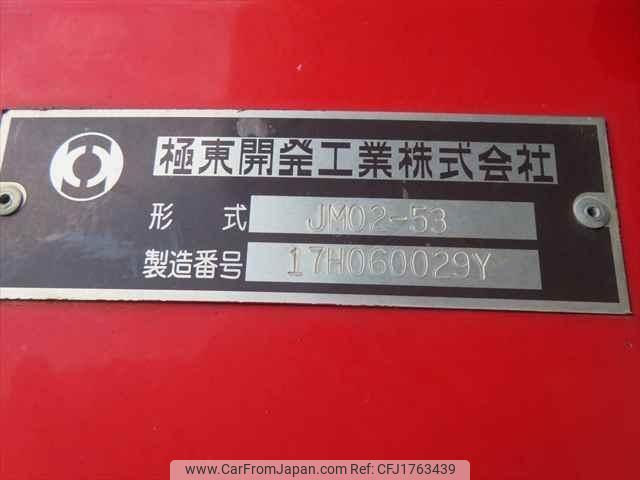 極東開発工業株式会社
形式 JM02-53
製造番号 17H060029Y
www.CarFromJapan.com CFJ1763439